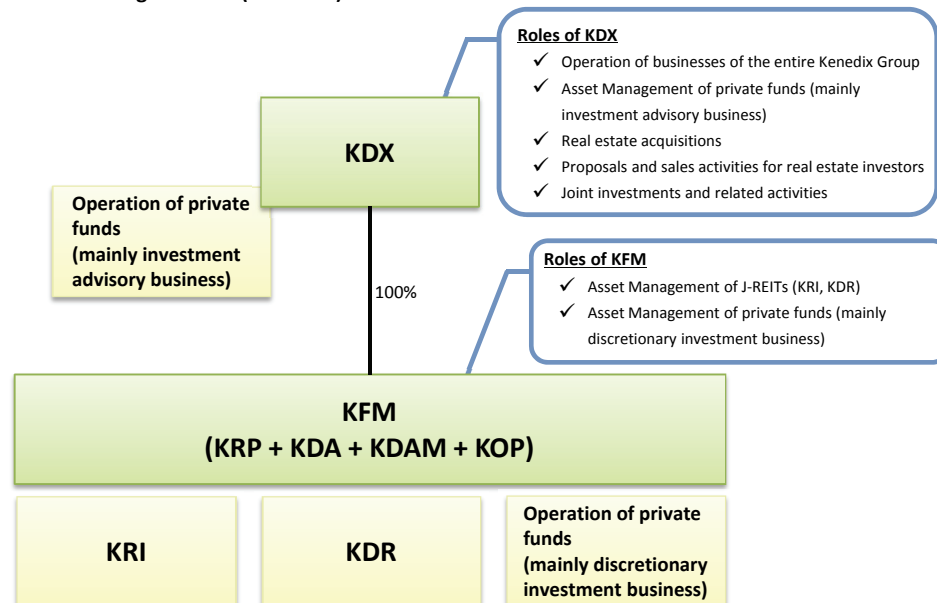 Roles of KDX
✓ Operation of businesses of the entire Kenedix Group
✓ Asset Management of private funds (mainly
investment advisory business)
✓ Real estate acquisitions
✓ Proposals and sales activities for real estate investors
✓ Joint investments and related activities
KDX
Operation of private
funds
(mainly investment
advisory business)
Roles of KFM
✓ Asset Management of J-REITs (KRI, KDR)
✓ Asset Management of private funds (mainly
discretionary investment business)
100%
KFM
(KRP + KDA + KDAM + KOP)
KRI
KDR
Operation of private
funds
(mainly discretionary
investment business)